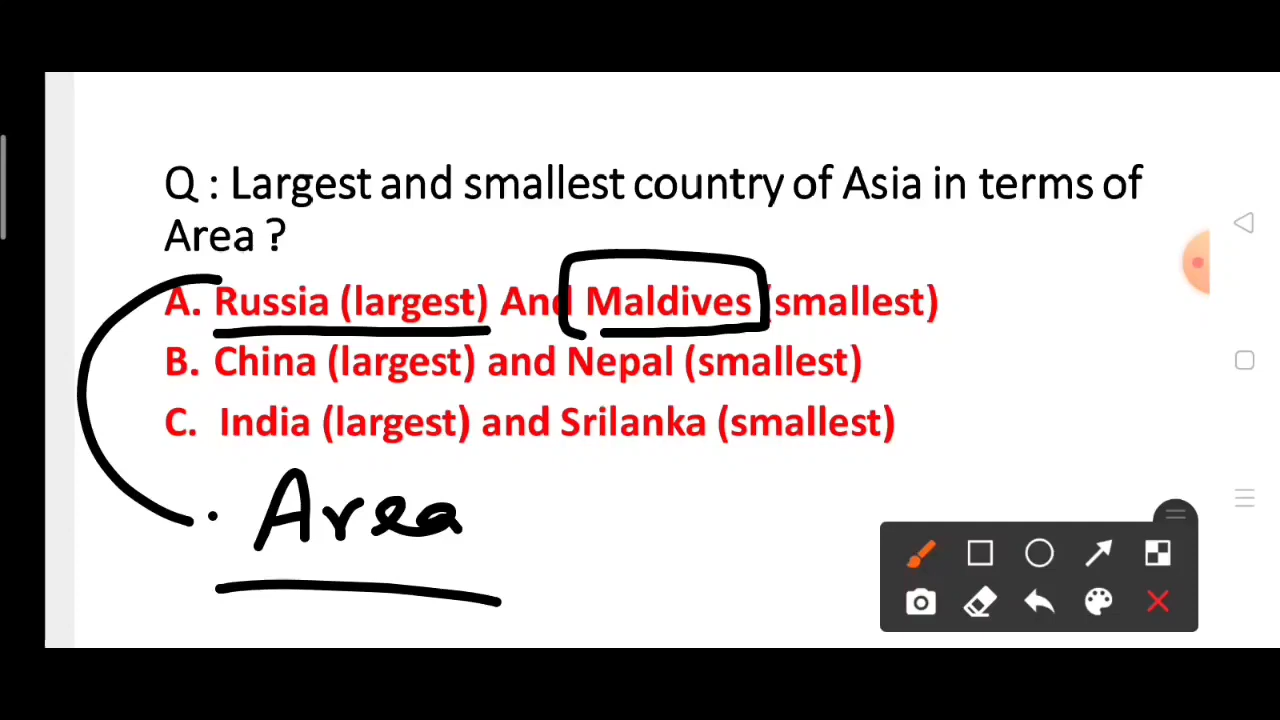 Q : Largest and smallest country of Asia in terms of
Area ?
A. Russia (largest) And Maldives (smallest)
B. China (largest) and Nepal (smallest)
C. India (largest) and Srilanka (smallest)
Area